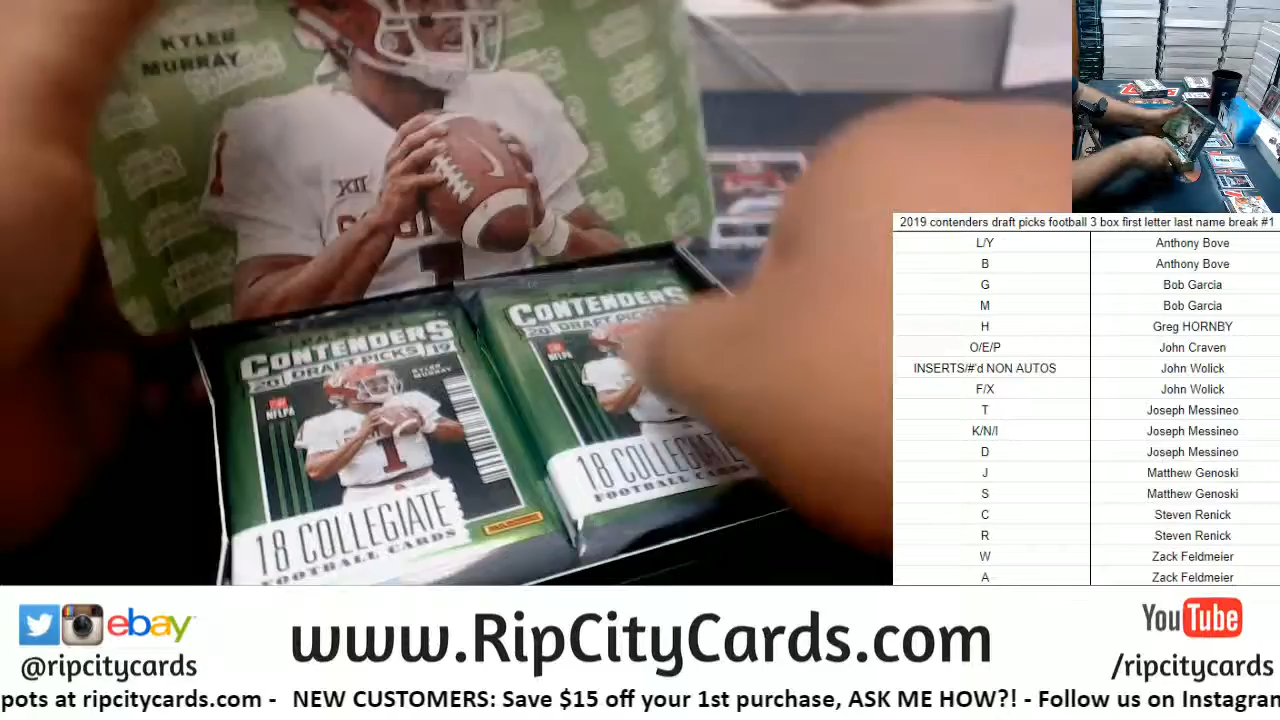 KYLER
MURRAY
XII
1
CONTENDERS
20 DRAFT PICKS 19
KYLER
MURRAY
NFLPA
1
18 COLLEGIATE
FOOTBALL CARDS
PANINI
CONTENDERS
20 DRAFT PICKS
NFLPA
18 COLLEGIATE
FOOTBALL CARDS
2019 contenders draft picks football 3 box first letter last name break #1
L/Y Anthony Bove
B Anthony Bove
G Bob Garcia
M Bob Garcia
H Greg HORNBY
O/E/P John Craven
INSERTS/#'d NON AUTOS John Wolick
F/X John Wolick
T Joseph Messineo
K/N/I Joseph Messineo
D Joseph Messineo
J Matthew Genoski
S Matthew Genoski
C Steven Renick
R Steven Renick
W Zack Feldmeier
A Zack Feldmeier
ebay
@ripcitycards
www.RipCityCards.com
YouTube
/ripcitycards
pots at ripcitycards.com - NEW CUSTOMERS: Save $15 off your 1st purchase, ASK ME HOW?! - Follow us on Instagran